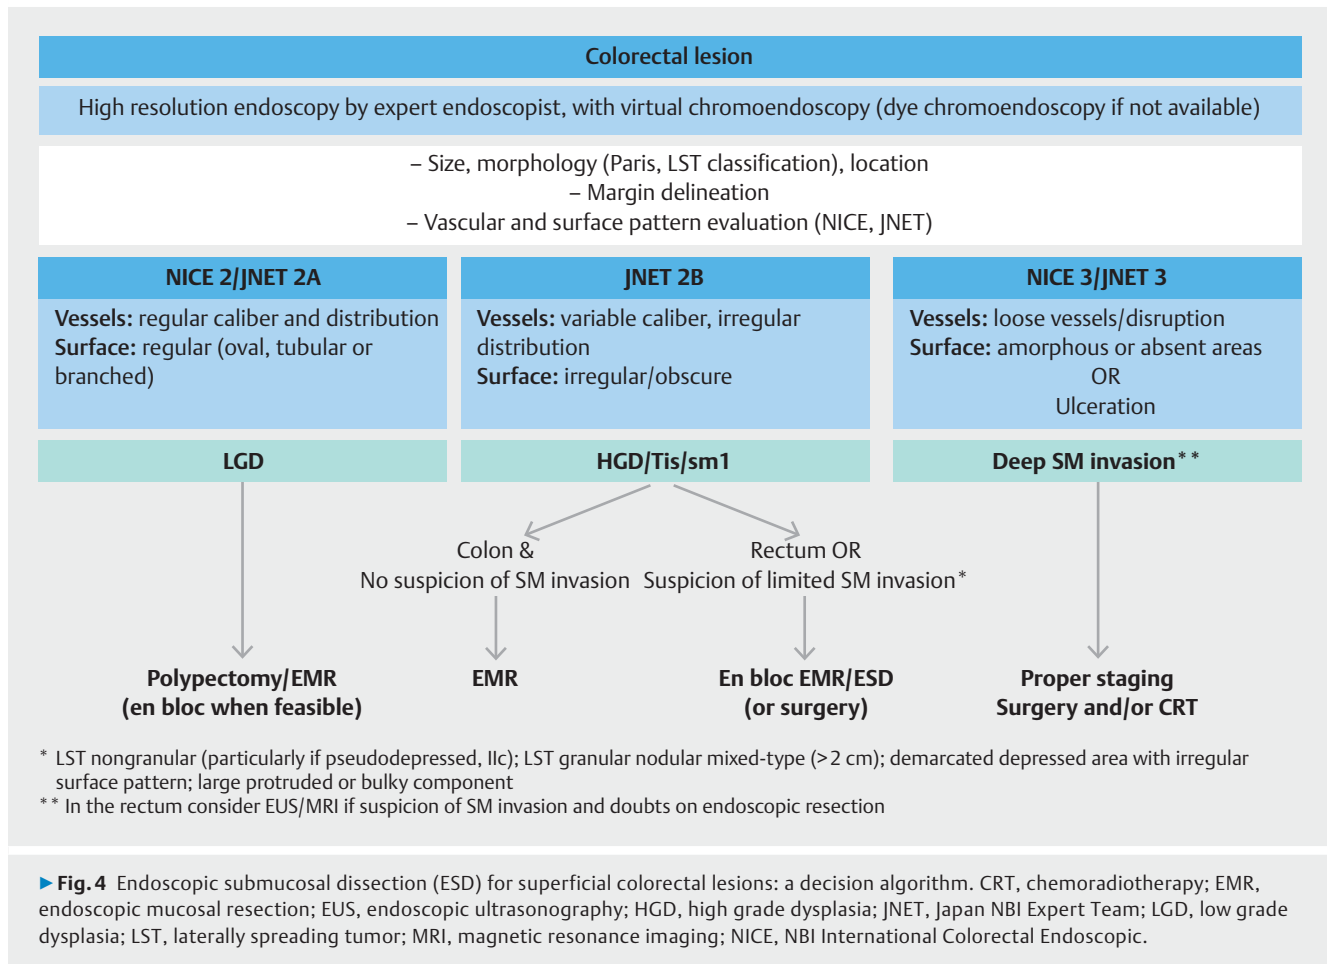 Colorectal lesion
High resolution endoscopy by expert endoscopist, with virtual chromoendoscopy (dye chromoendoscopy if not available)
– Size, morphology (Paris, LST classification), location
– Margin delineation
– Vascular and surface pattern evaluation (NICE, JNET)
NICE 2/JNET 2A
Vessels: regular caliber and distribution
Surface: regular (oval, tubular or
branched)
LGD
JNET 2B
Vessels: variable caliber, irregular
distribution
Surface: irregular/obscure
HGD/Tis/sm1
NICE 3/JNET 3
Vessels: loose vessels/disruption
Surface: amorphous or absent areas
OR
Ulceration
Deep SM invasion**
Colon &
No suspicion of SM invasion
Rectum OR
Suspicion of limited SM invasion*
Polypectomy/EMR
(en bloc when feasible)
EMR
En bloc EMR/ESD
(or surgery)
Proper staging
Surgery and/or CRT
* LST nongranular (particularly if pseudodepressed, IIc); LST granular nodular mixed-type (>2 cm); demarcated depressed area with irregular
surface pattern; large protruded or bulky component
** In the rectum consider EUS/MRI if suspicion of SM invasion and doubts on endoscopic resection
▶ Fig. 4 Endoscopic submucosal dissection (ESD) for superficial colorectal lesions: a decision algorithm. CRT, chemoradiotherapy; EMR,
endoscopic mucosal resection; EUS, endoscopic ultrasonography; HGD, high grade dysplasia; JNET, Japan NBI Expert Team; LGD, low grade
dysplasia; LST, laterally spreading tumor; MRI, magnetic resonance imaging; NICE, NBI International Colorectal Endoscopic.